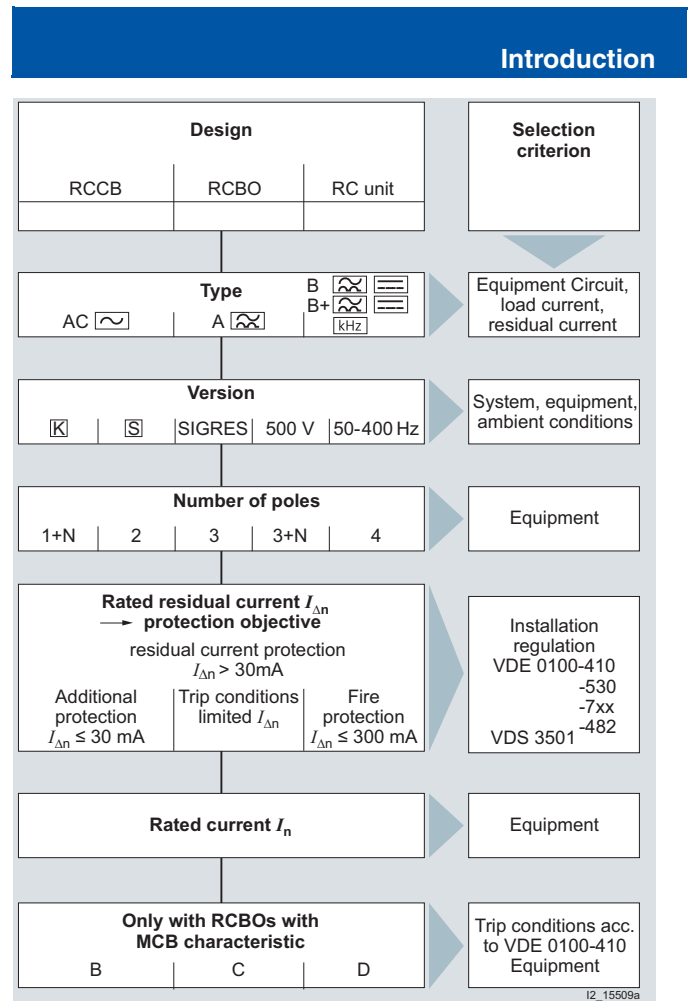 Introduction
Design
RCCB RCBO RC unit
Selection
criterion
Type
AC A
B
B+
kHz
Equipment Circuit,
load current,
residual current
Version
K S SIGRES 500 V 50-400 Hz
System, equipment,
ambient conditions
Number of poles
1+N 2 3 3+N 4
Equipment
Rated residual current IΔn
→ protection objective
residual current protection
IΔn > 30mA
Additional
protection
IΔn ≤ 30 mA
Trip conditions
limited IΔn
Fire
protection
IΔn ≤ 300 mA
Installation
regulation
VDE 0100-410
-530
-7xx
-482
VDS 3501
Rated current In
Equipment
Only with RCBOs with
MCB characteristic
B C D
Trip conditions acc.
to VDE 0100-410
Equipment
I2_15509a